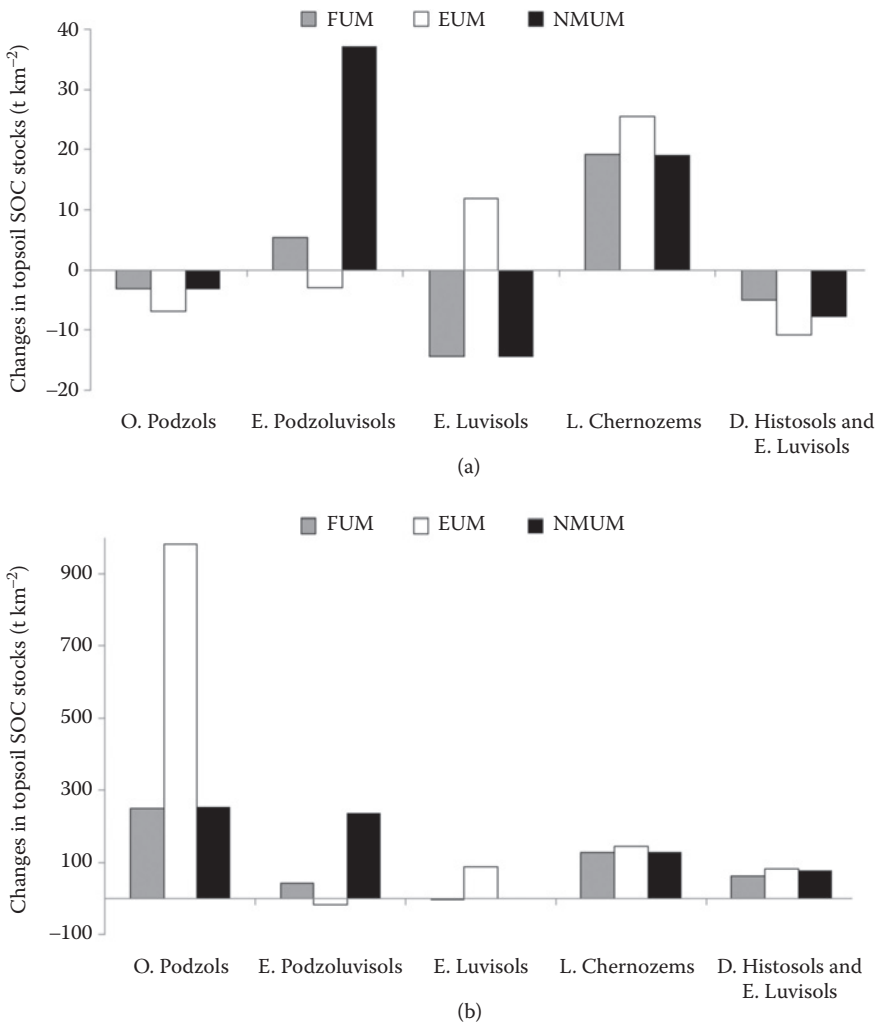 FUM EUM NMUM
Changes in topsoil SOC stocks (t km−2)
40
30
20
10
0
−10
−20
O. Podzols E. Podzoluvisols E. Luvisols L. Chernozems D. Histosols and
E. Luvisols
(a)
FUM EUM NMUM
Changes in topsoil SOC stocks (t km−2)
900
700
500
300
100
−100
O. Podzols E. Podzoluvisols E. Luvisols L. Chernozems D. Histosols and
E. Luvisols
(b)